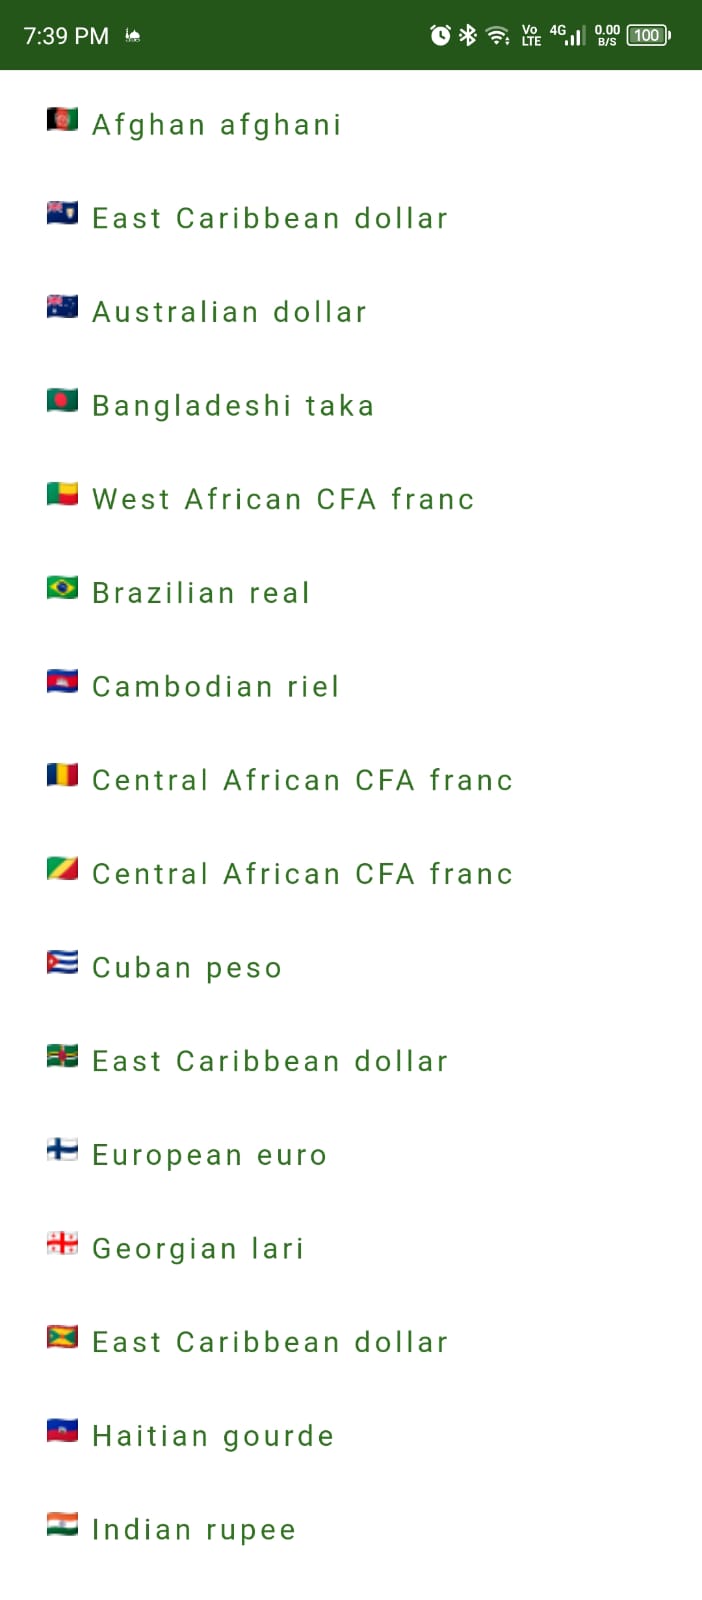 7:39 PM
Vo LTE 4G 0.00 B/S 100
Afghan afghani
East Caribbean dollar
Australian dollar
Bangladeshi taka
West African CFA franc
Brazilian real
Cambodian riel
Central African CFA franc
Central African CFA franc
Cuban peso
East Caribbean dollar
European euro
Georgian lari
East Caribbean dollar
Haitian gourde
Indian rupee